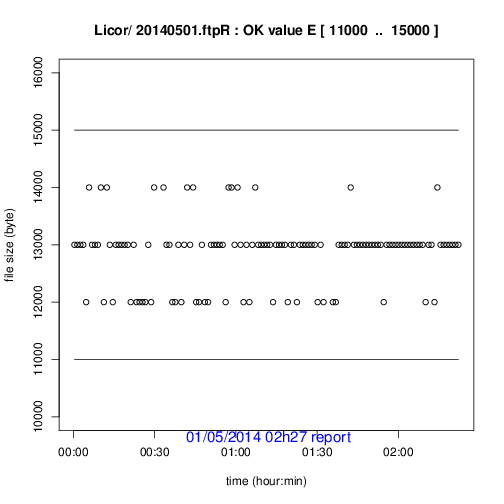 Licor/ 20140501.ftpR : OK value E [ 11000 .. 15000 ]
file size (byte)
16000
15000
14000
13000
12000
11000
10000
01/05/2014 02h27 report
00:00 00:30 01:00 01:30 02:00
time (hour:min)